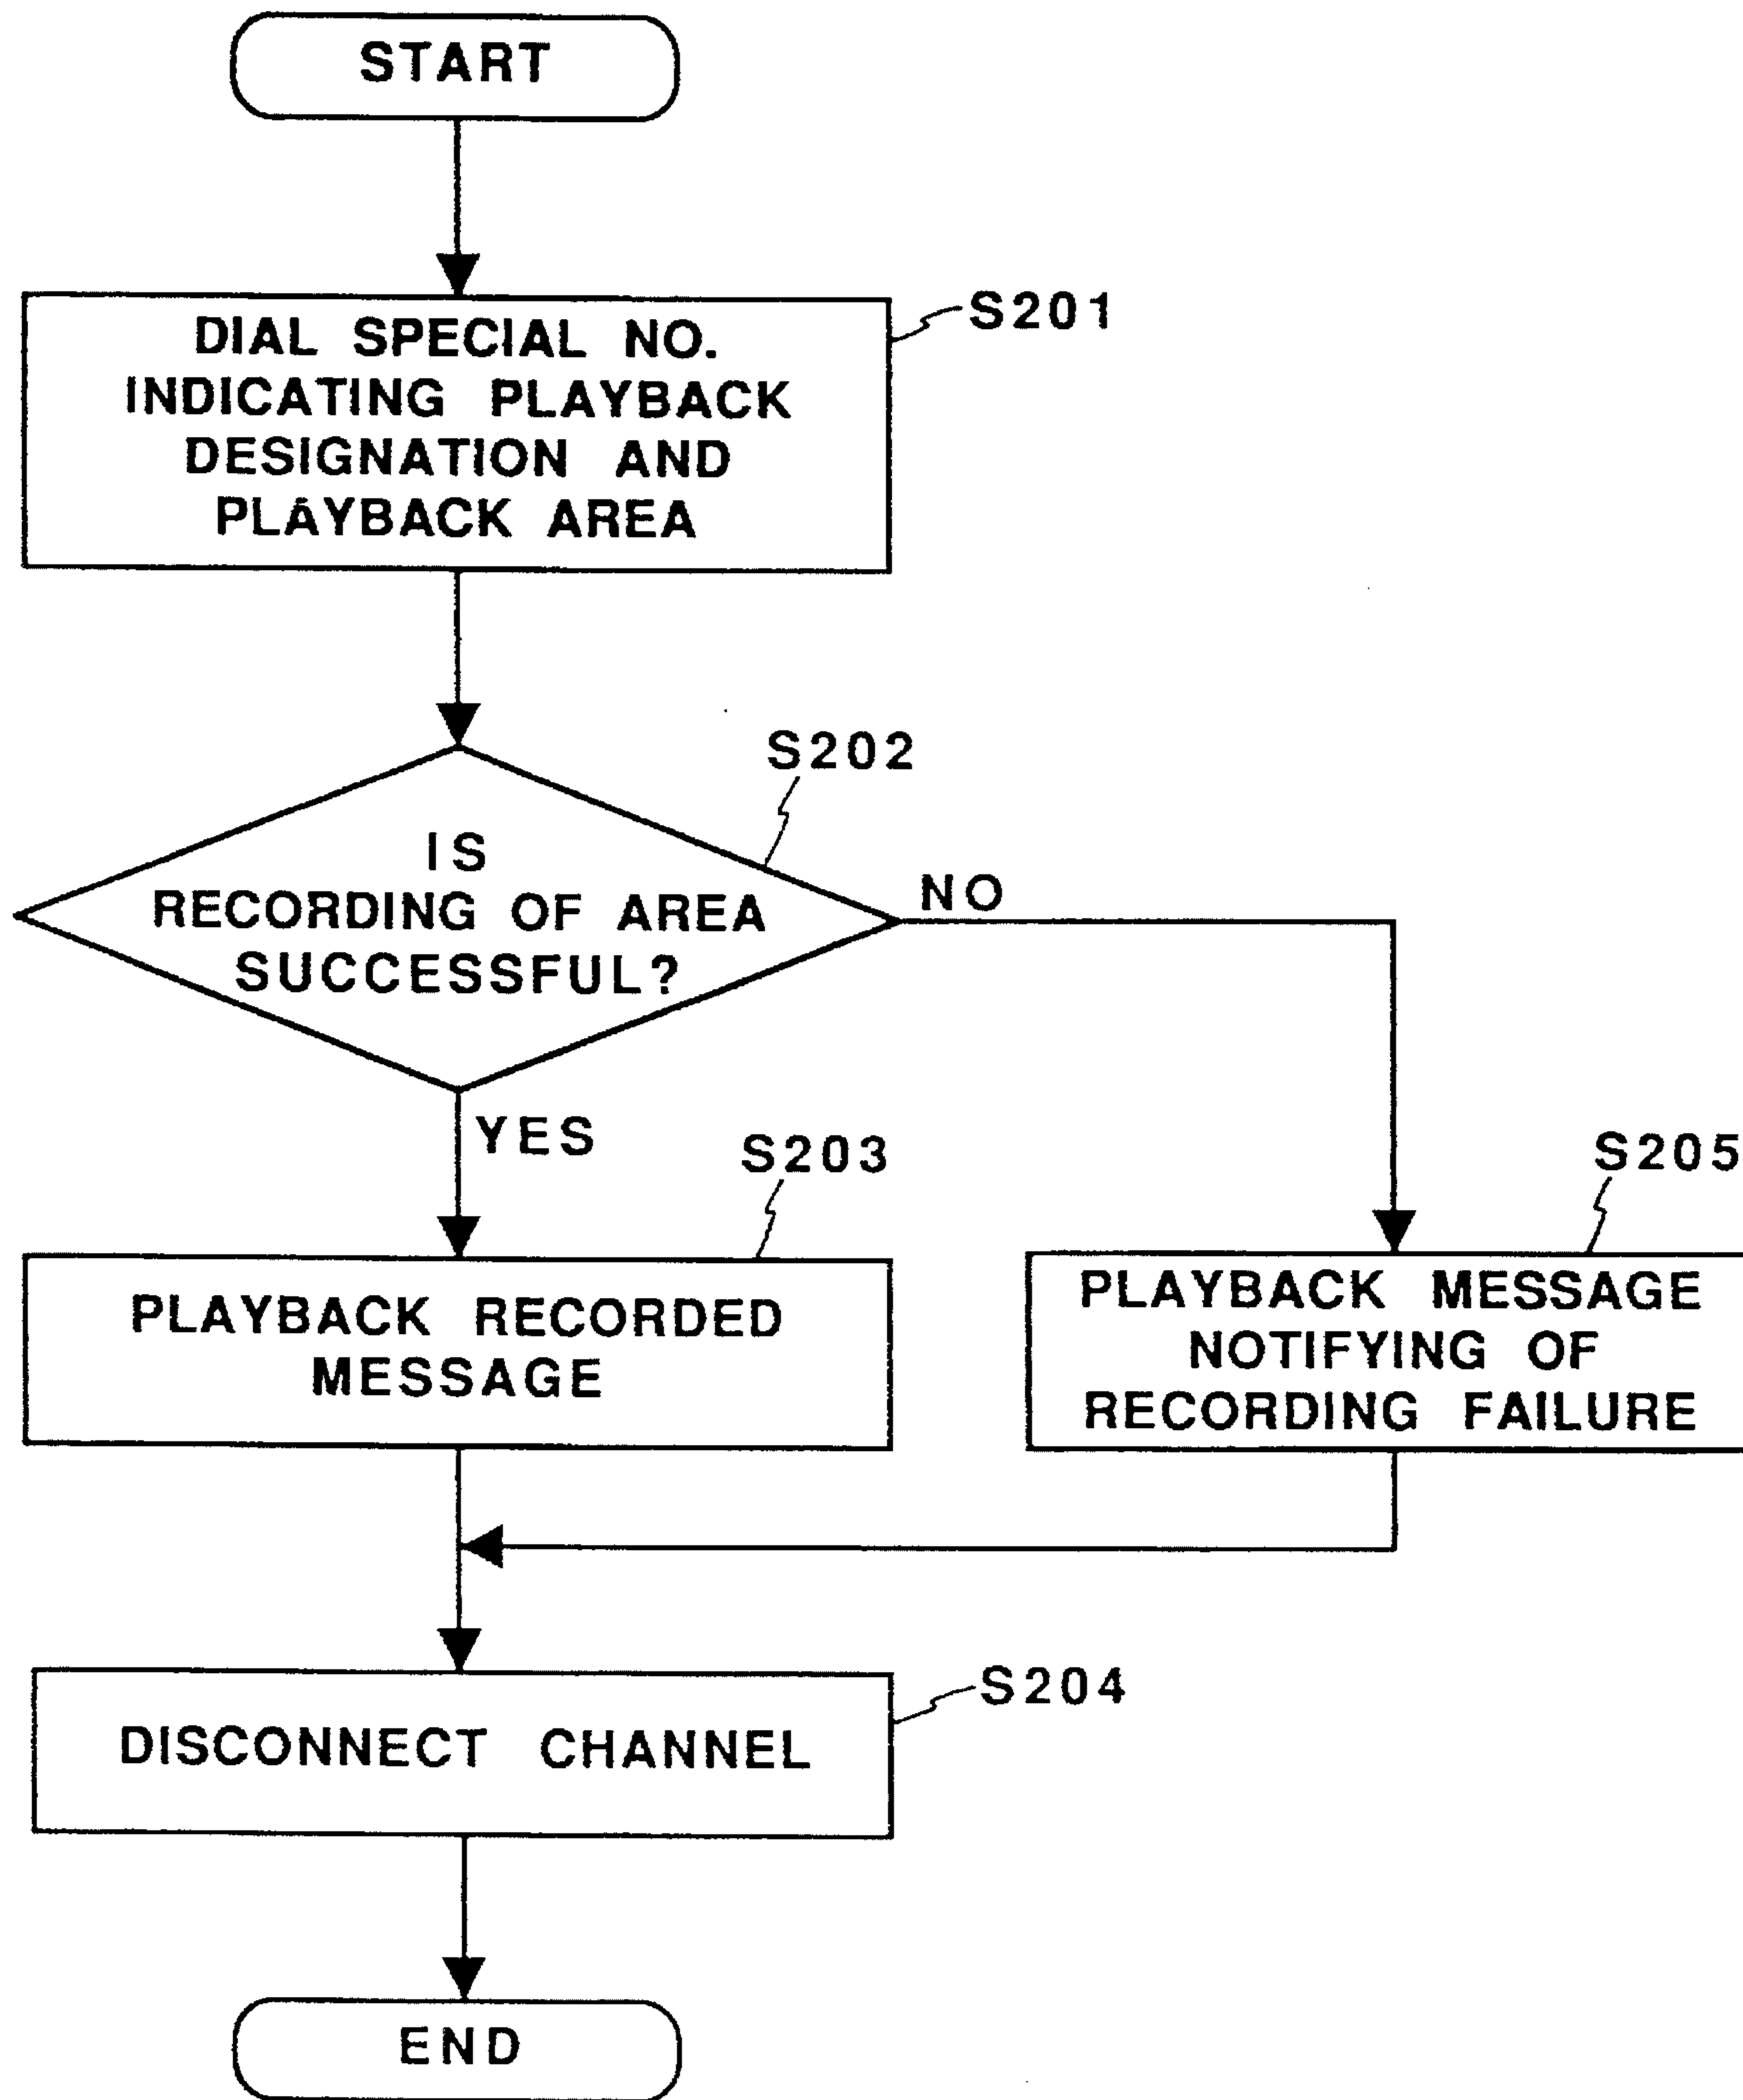 START
S201
DIAL SPECIAL NO.
INDICATING PLAYBACK
DESIGNATION AND
PLAYBACK AREA
S202
IS
RECORDING OF AREA
SUCCESSFUL?
NO
YES
S203
PLAYBACK RECORDED
MESSAGE
S205
PLAYBACK MESSAGE
NOTIFYING OF
RECORDING FAILURE
S204
DISCONNECT CHANNEL
END